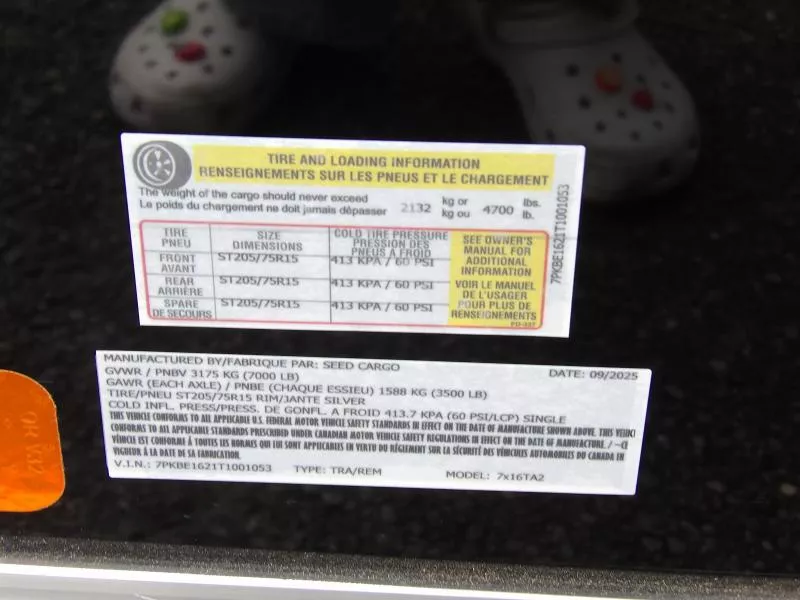 TIRE AND LOADING INFORMATION
RENSEIGNEMENTS SUR LES PNEUS ET LE CHARGEMENT
The weight of the cargo should never exceed
Le poids du chargement ne doit jamais dépasser
2132
kg or
kg ou
4700
lbs.
lb.
TIRE
PNEU
SIZE
DIMENSIONS
COLD TIRE PRESSURE
PRESSION DES
PNEUS À FROID
FRONT
AVANT
ST205/75R15
413 KPA / 60 PSI
REAR
ARRIÈRE
ST205/75R15
413 KPA / 60 PSI
SPARE
DE SECOURS
ST205/75R15
413 KPA / 60 PSI
SEE OWNER'S
MANUAL FOR
ADDITIONAL
INFORMATION
VOIR LE MANUEL
DE L'USAGER
POUR PLUS DE
RENSEIGNEMENTS
7PKBE1621T1001053
MANUFACTURED BY/FABRIQUE PAR: SEED CARGO
DATE: 09/2025
GVWR / PNBV 3175 KG (7000 LB)
GAWR (EACH AXLE) / PNBE (CHAQUE ESSIEU) 1588 KG (3500 LB)
TIRE/PNEU ST205/75R15 RIM/JANTE SILVER
COLD INFL. PRESS/PRESS. DE GONFL. A FROID 413.7 KPA (60 PSI/LCP) SINGLE
THIS VEHICLE CONFORMS TO ALL APPLICABLE U.S. FEDERAL MOTOR VEHICLE SAFETY STANDARDS IN EFFECT ON THE DATE OF MANUFACTURE SHOWN ABOVE. THIS VEHICL
CONFORMS TO ALL APPLICABLE STANDARDS PRESCRIBED UNDER CANADIAN MOTOR VEHICLE SAFETY REGULATIONS IN EFFECT ON THE DATE OF MANUFACTURE. / ~CE
VÉHICLE EST CONFORME À TOUTES LES NORMES QUI LUI SONT APPLICABLES EN VERTU DU RÈGLEMENT SUR LA SÉCURITÉ DES VÉHICULES AUTOMOBILES DU CANADA EN
VIGUEUR À LA DATE DE SA FABRICATION.
V.I.N.: 7PKBE1621T1001053
TYPE: TRA/REM
MODEL: 7x16TA2